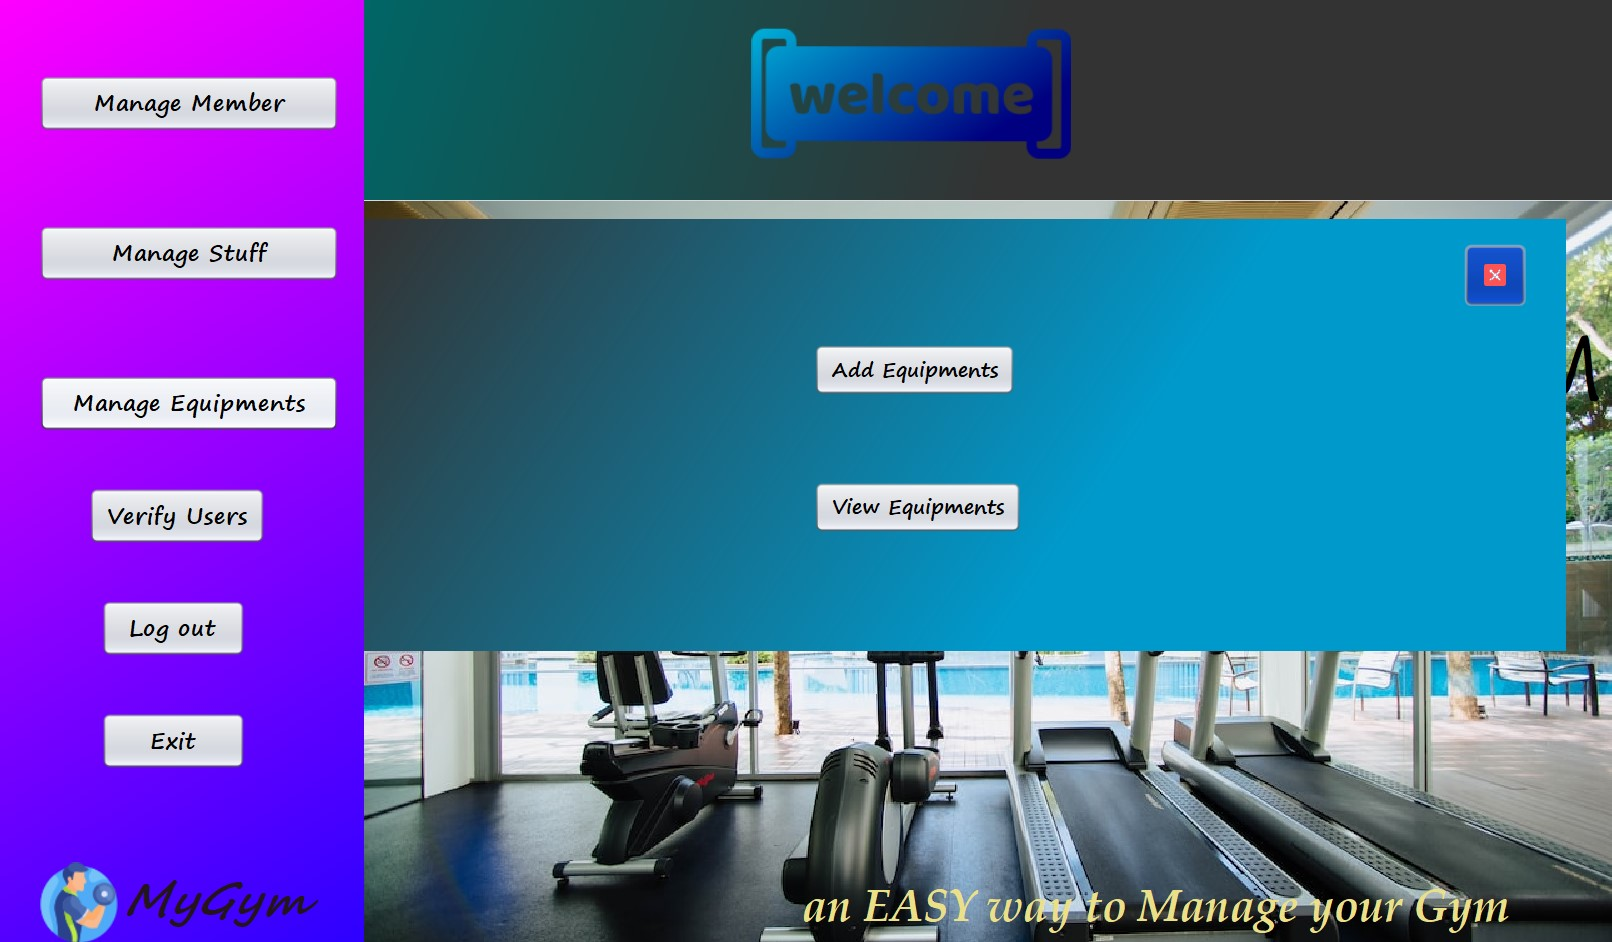 Manage Member
Manage Stuff
Manage Equipments
Verify Users
Log out
Exit
MyGym
welcome
Add Equipments
View Equipments
an EASY way to Manage your Gym